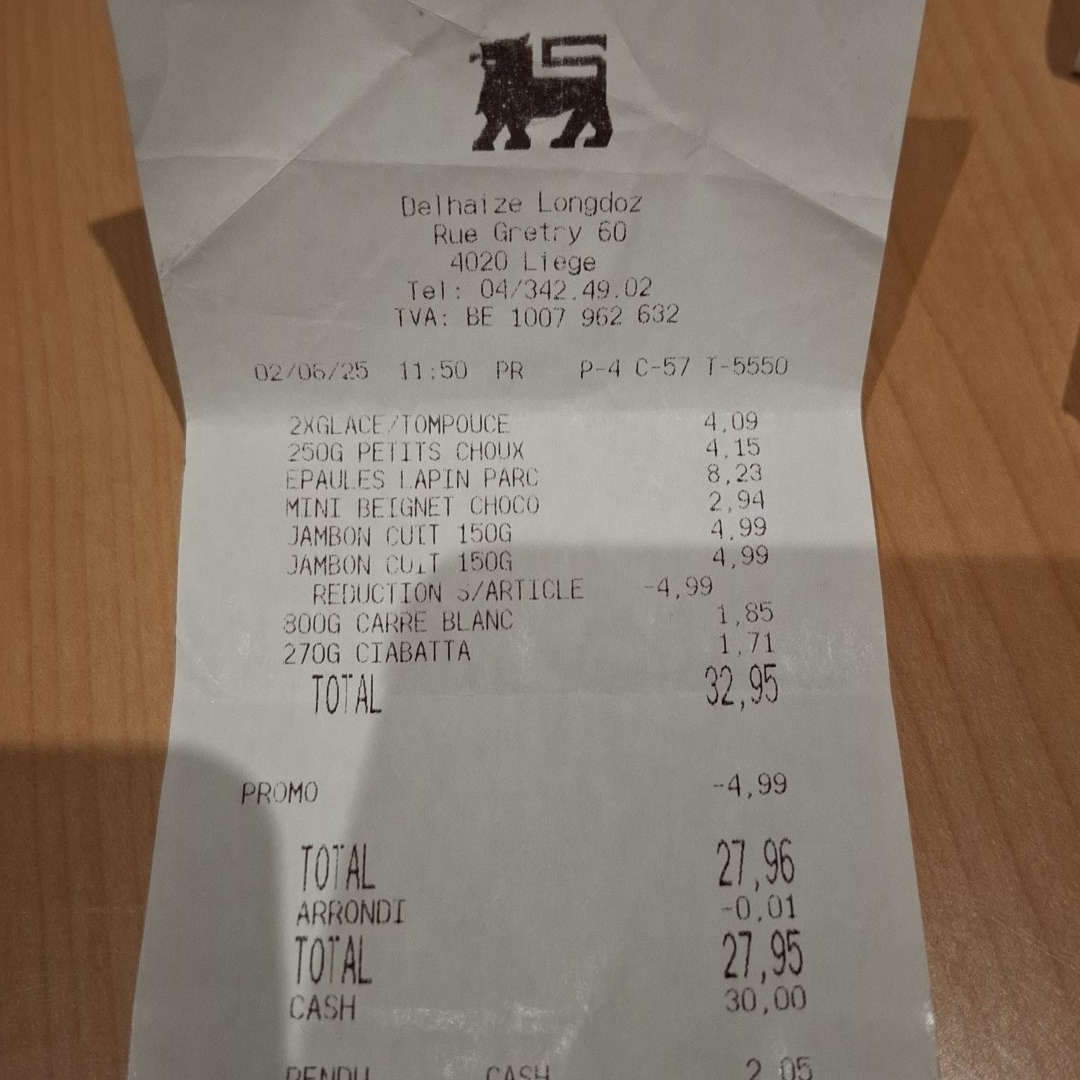 Delhaize Longdoz
Rue Gretry 60
4020 Liege
Tel: 04/342.49.02
TVA: BE 1007 962 632
02/06/25 11:50 PR P-4 C-57 T-5550
2XGLACE/TOMPOUCE 4,09
250G PETITS CHOUX 4,15
EPAULES LAPIN PARC 8,23
MINI BEIGNET CHOCO 2,94
JAMBON CUIT 150G 4,99
JAMBON CUIT 150G 4,99
REDUCTION S/ARTICLE -4,99
800G CARRE BLANC 1,85
270G CIABATTA 1,71
TOTAL 32,95
PROMO -4,99
TOTAL 27,96
ARRONDI -0,01
TOTAL 27,95
CASH 30,00
RENDU CASH 2,05